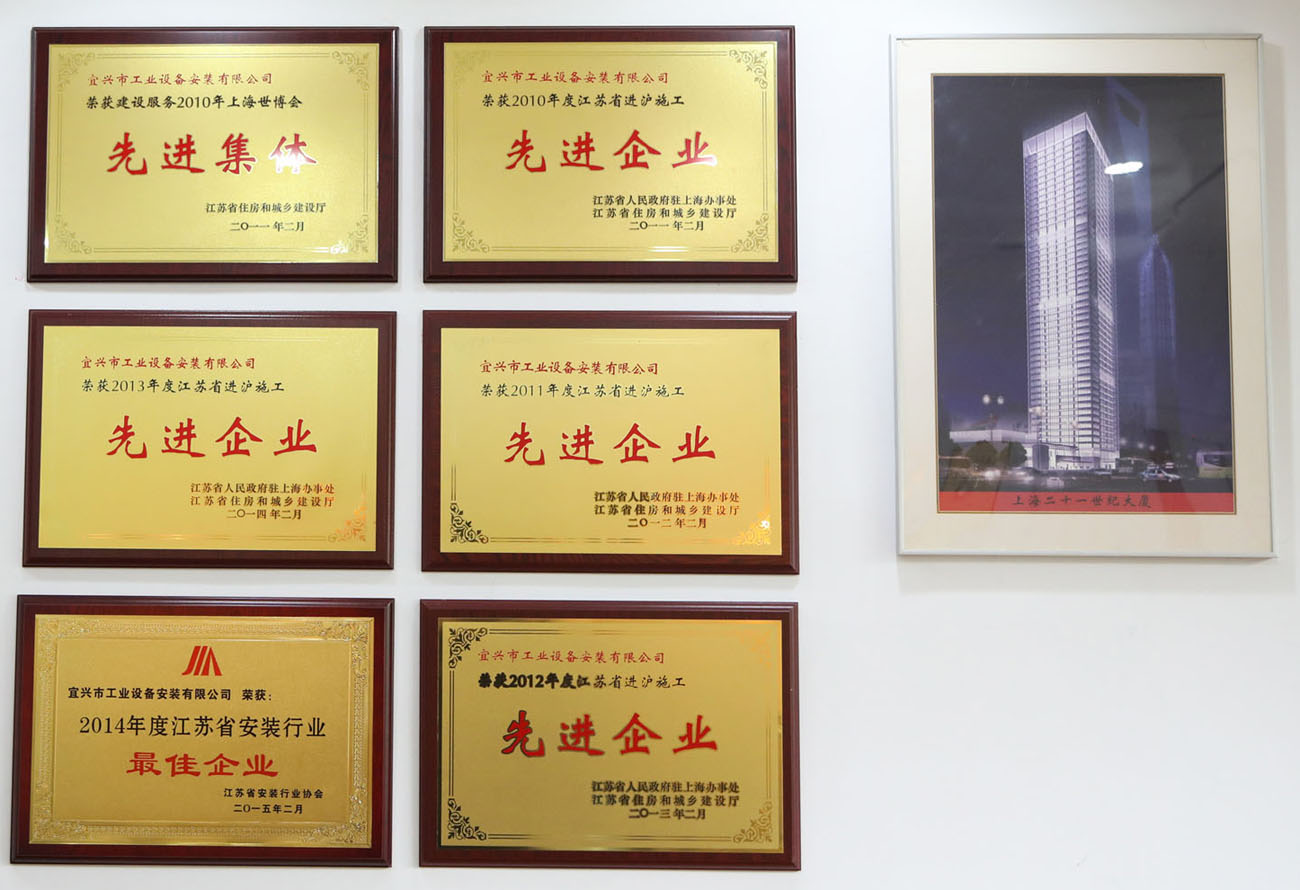 宜兴市工业设备安装有限公司
荣获建设服务2010年上海世博会
先进集体
江苏省住房和城乡建设厅
二〇一一年二月
宜兴市工业设备安装有限公司
荣获2010年度江苏省进沪施工
先进企业
江苏省人民政府驻上海办事处
江苏省住房和城乡建设厅
二〇一一年二月
宜兴市工业设备安装有限公司
荣获2013年度江苏省进沪施工
先进企业
江苏省人民政府驻上海办事处
江苏省住房和城乡建设厅
二〇一四年二月
宜兴市工业设备安装有限公司
荣获2011年度江苏省进沪施工
先进企业
江苏省人民政府驻上海办事处
江苏省住房和城乡建设厅
二〇一二年二月
宜兴市工业设备安装有限公司 荣获:
2014年度江苏省安装行业
最佳企业
江苏省安装行业协会
二〇一五年二月
宜兴市工业设备安装有限公司
荣获2012年度江苏省进沪施工
先进企业
江苏省人民政府驻上海办事处
江苏省住房和城乡建设厅
二〇一三年二月
上海二十一世纪大厦